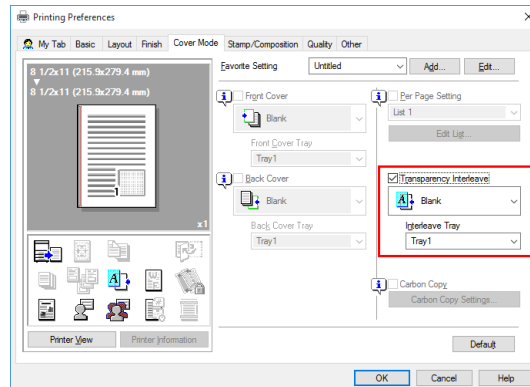 Printing Preferences
My Tab Basic Layout Finish Cover Mode Stamp/Composition Quality Other
8 1/2x11 (215.9x279.4 mm)
8 1/2x11 (215.9x279.4 mm)
1
x1
Printer View Printer Information
Favorite Setting Untitled Add... Edit...
Front Cover
Blank
Front Cover Tray
Tray1
Back Cover
Blank
Back Cover Tray
Tray1
Per Page Setting
List 1
Edit List...
Transparency Interleave
Blank
Interleave Tray
Tray1
Carbon Copy
Carbon Copy Settings...
Default
OK Cancel Help